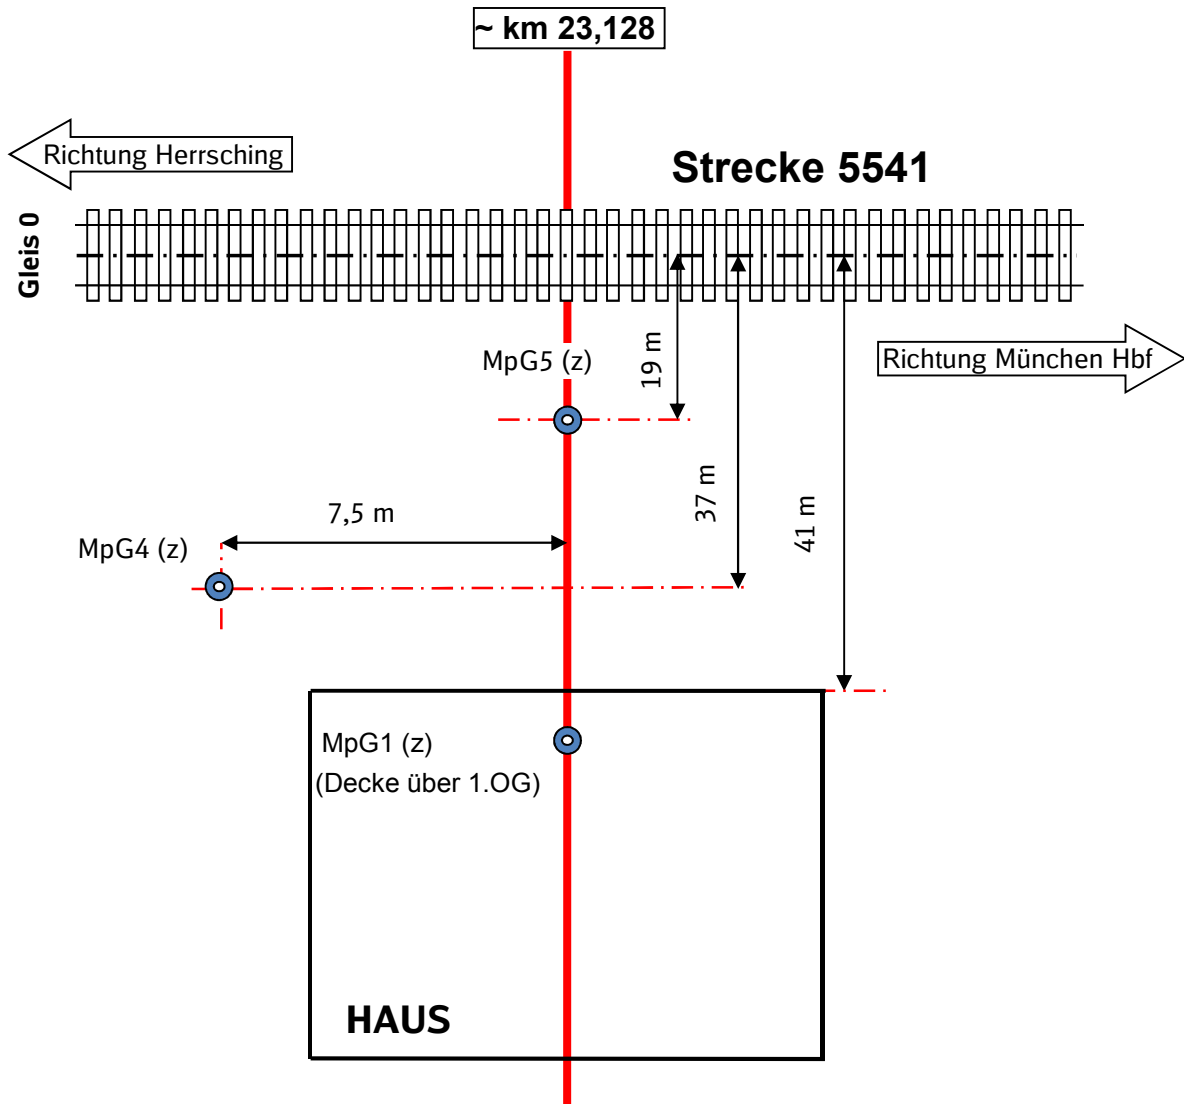 ~ km 23,128
Richtung Herrsching
Strecke 5541
Gleis 0
MpG5 (z)
19 m
Richtung München Hbf
37 m
41 m
7,5 m
MpG4 (z)
MpG1 (z)
(Decke über 1.OG)
HAUS